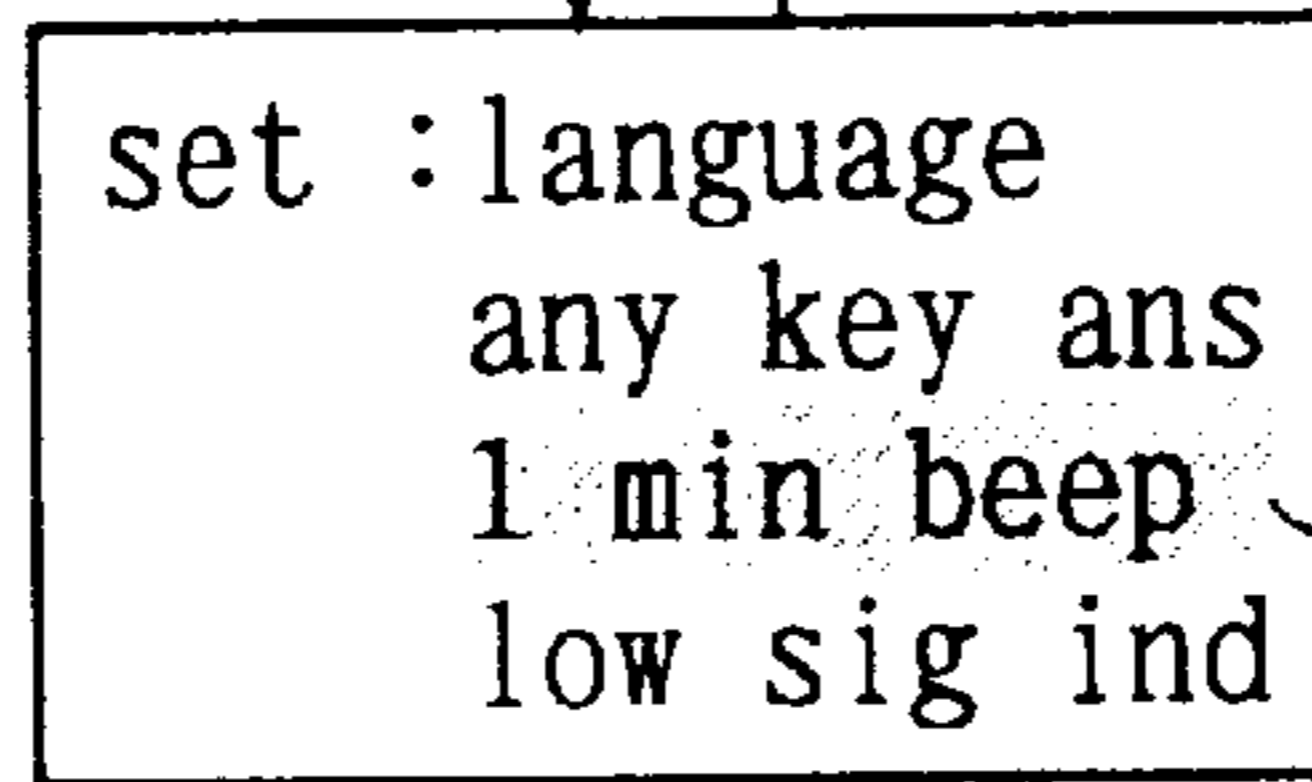 set :language
any key ans
1 min beep
low sig ind